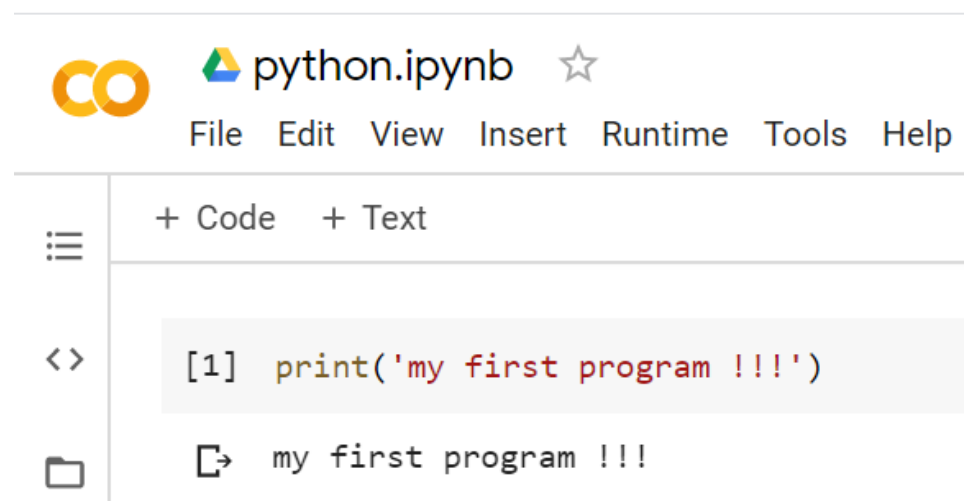 python.ipynb
File Edit View Insert Runtime Tools Help
+ Code + Text
[1] print('my first program !!!')
my first program !!!